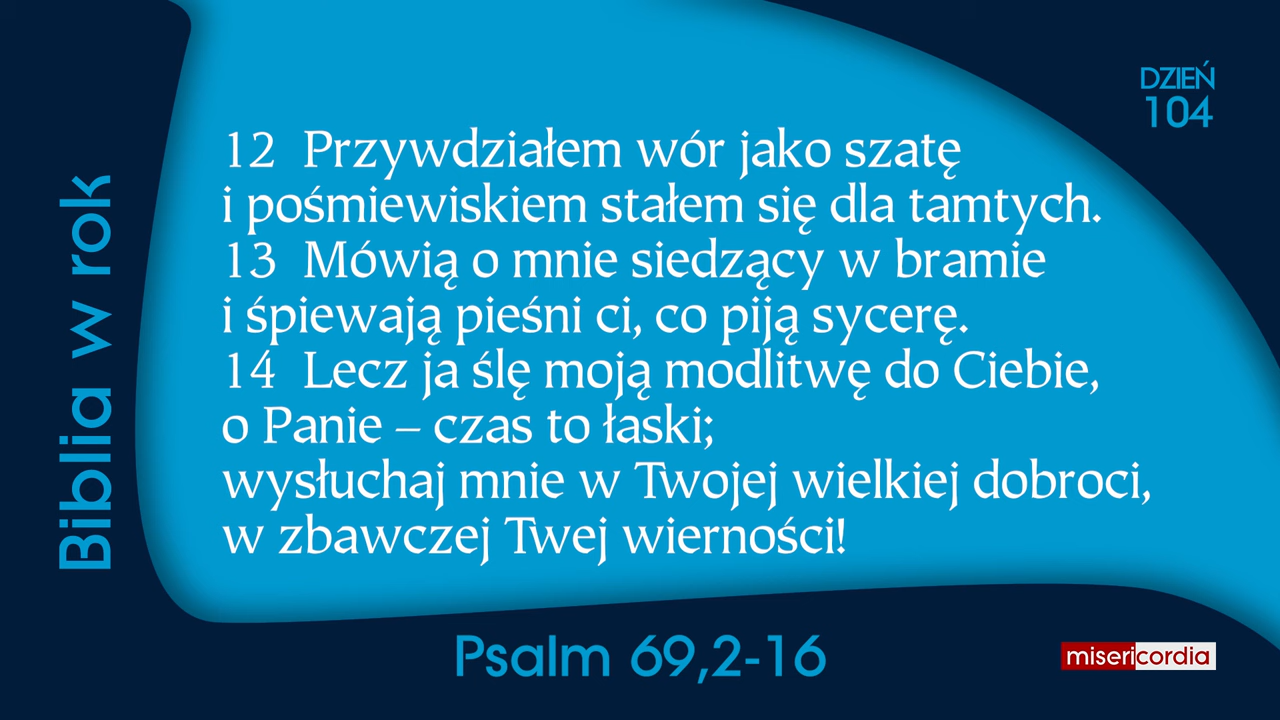 DZIEŃ
104
12 Przywdziałem wór jako szatę
i pośmiewiskiem stałem się dla tamtych.
13 Mówią o mnie siedzący w bramie
i śpiewają pieśni ci, co piją sycerę.
14 Lecz ja ślę moją modlitwę do Ciebie,
o Panie – czas to łaski;
wysłuchaj mnie w Twojej wielkiej dobroci,
w zbawczej Twej wierności!
Biblia w rok
Psalm 69,2-16
misericordia